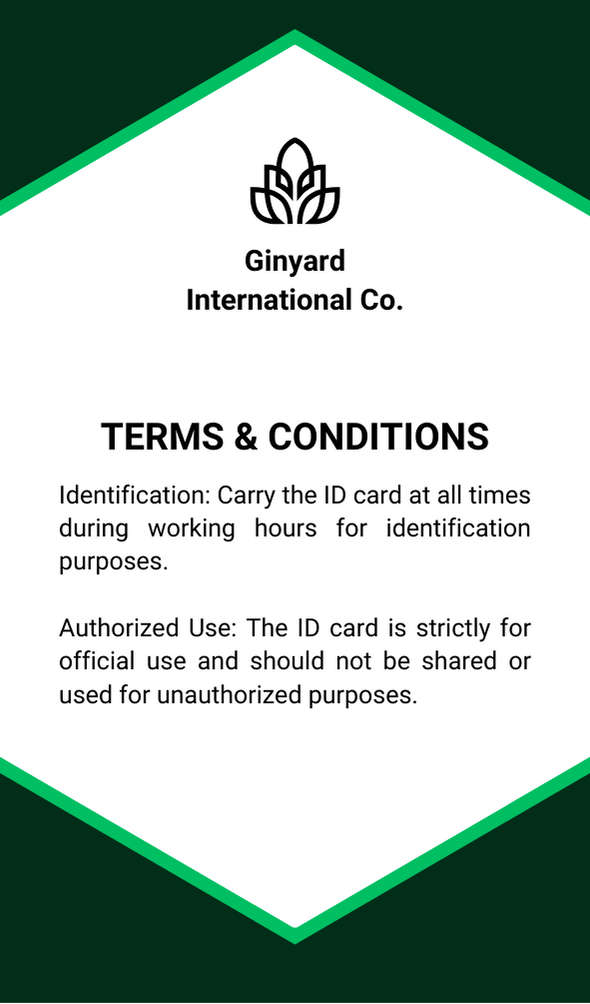 Ginyard
International Co.
TERMS & CONDITIONS
Identification: Carry the ID card at all times
during working hours for identification
purposes.
Authorized Use: The ID card is strictly for
official use and should not be shared or
used for unauthorized purposes.